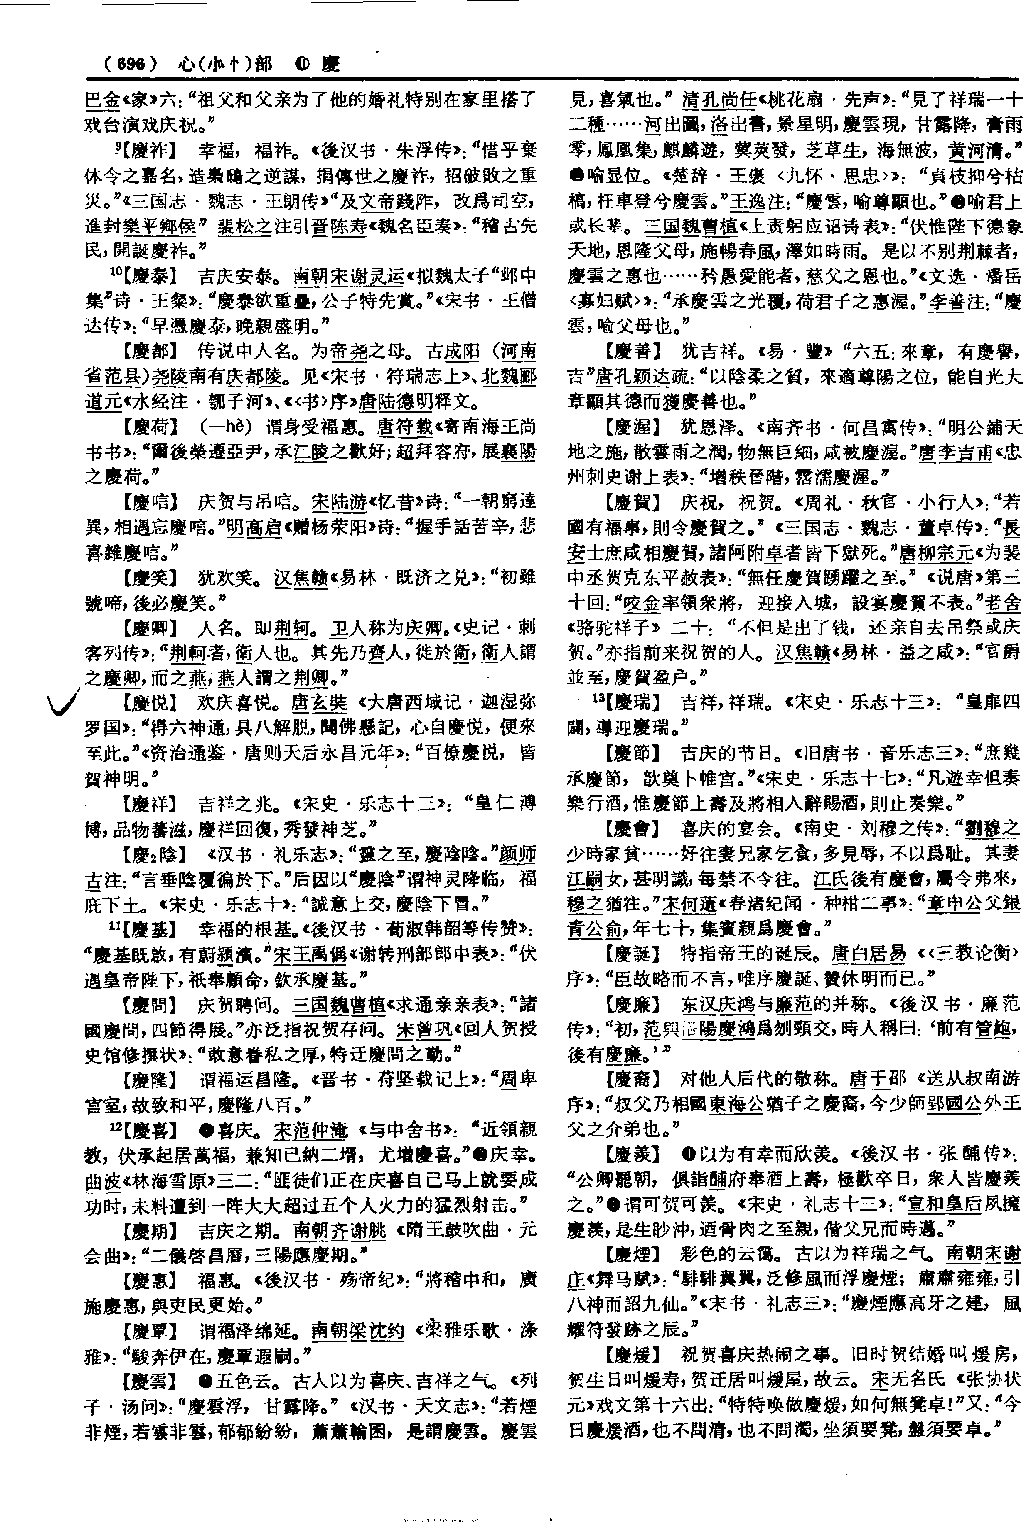 (696) 心(小忄)部 ⑪ 慶
巴金《家》六：“祖父和父亲为了他的婚礼特别在家里搭了
戏台演戏庆祝。”
⁹【慶祚】 幸福，福祚。《後汉书·朱浮传》：“惜乎棄
休令之嘉名，造梟鴟之逆謀，捐傳世之慶祚，招破敗之重
災。”《三国志·魏志·王朗传》“及文帝践阼，改爲司空，
進封樂平鄉侯” 裴松之注引晋陈寿《魏名臣奏》：“稽古先
民，開誕慶祚。”
¹⁰【慶泰】 吉庆安泰。南朝宋谢灵运《拟魏太子“邺中
集”诗·王粲》：“慶泰欲重疊，公子特先賞。”《宋书·王僧
达传》：“早憑慶泰，晚親盛明。”
【慶都】 传说中人名。为帝尧之母。古成阳（河南
省范县）尧陵南有庆都陵。见《宋书·符瑞志上》、北魏郦
道元《水经注·瓠子河》、《〈书〉序》唐陆德明释文。
【慶荷】 （—hè）谓身受福惠。唐符载《寄南海王尚
书书》：“爾後榮遷亞尹，承江陵之歡好；超拜容府，展襄陽
之慶荷。”
【慶唁】 庆贺与吊唁。宋陆游《忆昔》诗：“一朝窮達
異，相遇忘慶唁。”明高启《赠杨荥阳》诗：“握手話苦辛，悲
喜雜慶唁。”
【慶笑】 犹欢笑。汉焦赣《易林·既济之兑》：“初雖
號啼，後必慶笑。”
【慶卿】 人名。即荆轲。卫人称为庆卿。《史记·刺
客列传》：“荆軻者，衛人也。其先乃齊人，徙於衛，衛人謂
之慶卿，而之燕，燕人謂之荆卿。”
【慶悦】 欢庆喜悦。唐玄奘《大唐西域记·迦湿弥
罗国》：“得六神通，具八解脱，聞佛懸記，心自慶悦，便來
至此。”《资治通鉴·唐则天后永昌元年》：“百僚慶悦，皆
賀神明。”
【慶祥】 吉祥之兆。《宋史·乐志十三》：“皇仁溥
博，品物蕃滋，慶祥回復，秀發神芝。”
【慶₂陰】 《汉书·礼乐志》：“靈之至，慶陰陰。”颜师
古注：“言垂陰覆徧於下。”后因以“慶陰”谓神灵降临，福
庇下土。《宋史·乐志十》：“誠意上交，慶陰下冒。”
¹¹【慶基】 幸福的根基。《後汉书·荀淑韩韶等传赞》：
“慶基既啟，有蔚潁濱。”宋王禹偁《谢转刑部郎中表》：“伏
遇皇帝陛下，祇奉顧命，欽承慶基。”
【慶問】 庆贺聘问。三国魏曹植《求通亲亲表》：“諸
國慶問，四節得展。”亦泛指祝贺存问。宋曾巩《回人贺授
史馆修撰状》：“敢意眷私之厚，特迂慶問之勤。”
【慶隆】 谓福运昌隆。《晋书·苻坚载记上》：“周卑
宫室，故致和平，慶隆八百。”
¹²【慶喜】 ❶喜庆。宋范仲淹《与中舍书》：“近領親
教，伏承起居萬福，兼知已納二壻，尤增慶喜。”❷庆幸。
曲波《林海雪原》三二：“匪徒们正在庆喜自己马上就要成
功时，未料遭到一阵大大超过五个人火力的猛烈射击。”
【慶期】 吉庆之期。南朝齐谢朓《隋王鼓吹曲·元
会曲》：“二儀啓昌曆，三陽應慶期。”
【慶惠】 福惠。《後汉书·殇帝纪》：“將稽中和，廣
施慶惠，與吏民更始。”
【慶覃】 谓福泽绵延。南朝梁沈约《梁雅乐歌·涤
雅》：“駿奔伊在，慶覃遐嗣。”
【慶雲】 ❶五色云。古人以为喜庆、吉祥之气。《列
子·汤问》：“慶雲浮，甘露降。”《汉书·天文志》：“若煙
非煙，若雲非雲，郁郁紛紛，蕭蕭輪囷，是謂慶雲。慶雲
見，喜氣也。”清孔尚任《桃花扇·先声》：“見了祥瑞一十
二種……河出圖，洛出書，景星明，慶雲現，甘露降，膏雨
零，鳳凰集，麒麟遊，蓂莢發，芝草生，海無波，黄河清。”
❷喻显位。《楚辞·王褒〈九怀·思忠〉》：“貞枝抑兮枯
槁，枉車登兮慶雲。”王逸注：“慶雲，喻尊顯也。”❸喻君上
或长辈。三国魏曹植《上责躬应诏诗表》：“伏惟陛下德象
天地，恩隆父母，施暢春風，澤如時雨。是以不别荆棘者，
慶雲之惠也……矜愚愛能者，慈父之恩也。”《文选·潘岳
〈寡妇赋〉》：“承慶雲之光覆，荷君子之惠渥。”李善注：“慶
雲，喻父母也。”
【慶善】 犹吉祥。《易·豐》“六五：來章，有慶譽，
吉”唐孔颖达疏：“以陰柔之質，來適尊陽之位，能自光大
章顯其德而獲慶善也。”
【慶渥】 犹恩泽。《南齐书·何昌寓传》：“明公鋪天
地之施，散雲雨之潤，物無巨細，咸被慶渥。”唐李吉甫《忠
州刺史谢上表》：“增秩晉階，霑濡慶渥。”
【慶賀】 庆祝，祝贺。《周礼·秋官·小行人》：“若
國有福事，則令慶賀之。”《三国志·魏志·董卓传》：“長
安士庶咸相慶賀，諸阿附卓者皆下獄死。”唐柳宗元《为裴
中丞贺克东平赦表》：“無任慶賀踴躍之至。”《说唐》第三
十回：“咬金率領衆將，迎接入城，設宴慶賀不表。”老舍
《骆驼祥子》二十：“不但是出了钱，还亲自去吊祭或庆
贺。”亦指前来祝贺的人。汉焦赣《易林·益之咸》：“官爵
並至，慶賀盈户。”
¹³【慶瑞】 吉祥，祥瑞。《宋史·乐志十三》：“皇扉四
闢，導迎慶瑞。”
【慶節】 吉庆的节日。《旧唐书·音乐志三》：“庶幾
承慶節，歆奠卜帷宫。”《宋史·乐志十七》：“凡遊幸但奏
樂行酒，惟慶節上壽及將相入辭賜酒，則止奏樂。”
【慶會】 喜庆的宴会。《南史·刘穆之传》：“劉穆之
少時家貧……好往妻兄家乞食，多見辱，不以爲耻。其妻
江嗣女，甚明識，每禁不令往。江氏後有慶會，屬令弗來，
穆之猶往。”宋何薳《春渚纪闻·种柑二事》：“章申公父銀
青公俞，年七十，集賓親爲慶會。”
【慶誕】 特指帝王的诞辰。唐白居易《〈三教论衡〉
序》：“臣故略而不言，唯序慶誕、贊休明而已。”
【慶廉】 东汉庆鸿与廉范的并称。《後汉书·廉范
传》：“初，范與洛陽慶鴻爲刎頸交，時人稱曰：‘前有管鮑，
後有慶廉。’”
【慶裔】 对他人后代的敬称。唐于邵《送从叔南游
序》：“叔父乃相國東海公猶子之慶裔，今少師郢國公外王
父之介弟也。”
【慶羨】 ❶以为有幸而欣羡。《後汉书·张酺传》：
“公卿罷朝，俱詣酺府奉酒上壽，極歡卒日，衆人皆慶羨
之。”❷谓可贺可羡。《宋史·礼志十三》：“宣和皇后夙擁
慶羨，是生眇沖，迺骨肉之至親，偕父兄而時邁。”
【慶煙】 彩色的云霭。古以为祥瑞之气。南朝宋谢
庄《舞马赋》：“騑騑冀冀，泛修風而浮慶煙；肅肅雍雍，引
八神而詔九仙。”《宋书·礼志三》：“慶煙應高牙之建，風
耀符發跡之辰。”
【慶煖】 祝贺喜庆热闹之事。旧时贺结婚叫煖房，
贺生日叫煖寿，贺迁居叫煖屋，故云。宋无名氏《张协状
元》戏文第十六出：“特特唤做慶煖，如何無凳卓！”又：“今
日慶煖酒，也不問清，也不問濁，坐須要凳，盤須要卓。”